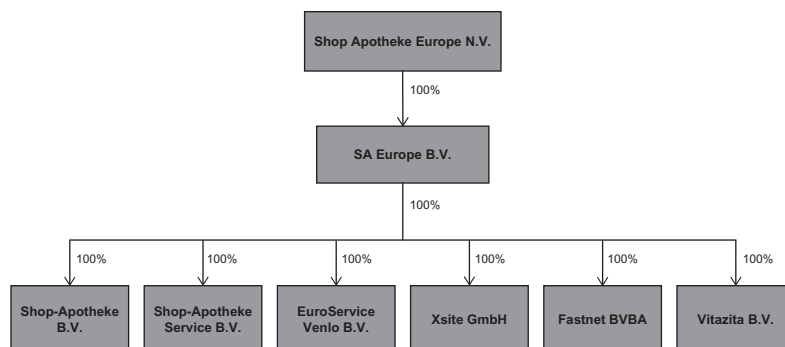 Shop Apotheke Europe N.V.
100%
SA Europe B.V.
100%
100%
100%
100%
100%
100%
100%
Shop-Apotheke
B.V.
Shop-Apotheke
Service B.V.
EuroService
Venlo B.V.
Xsite GmbH
Fastnet BVBA
Vitazita B.V.